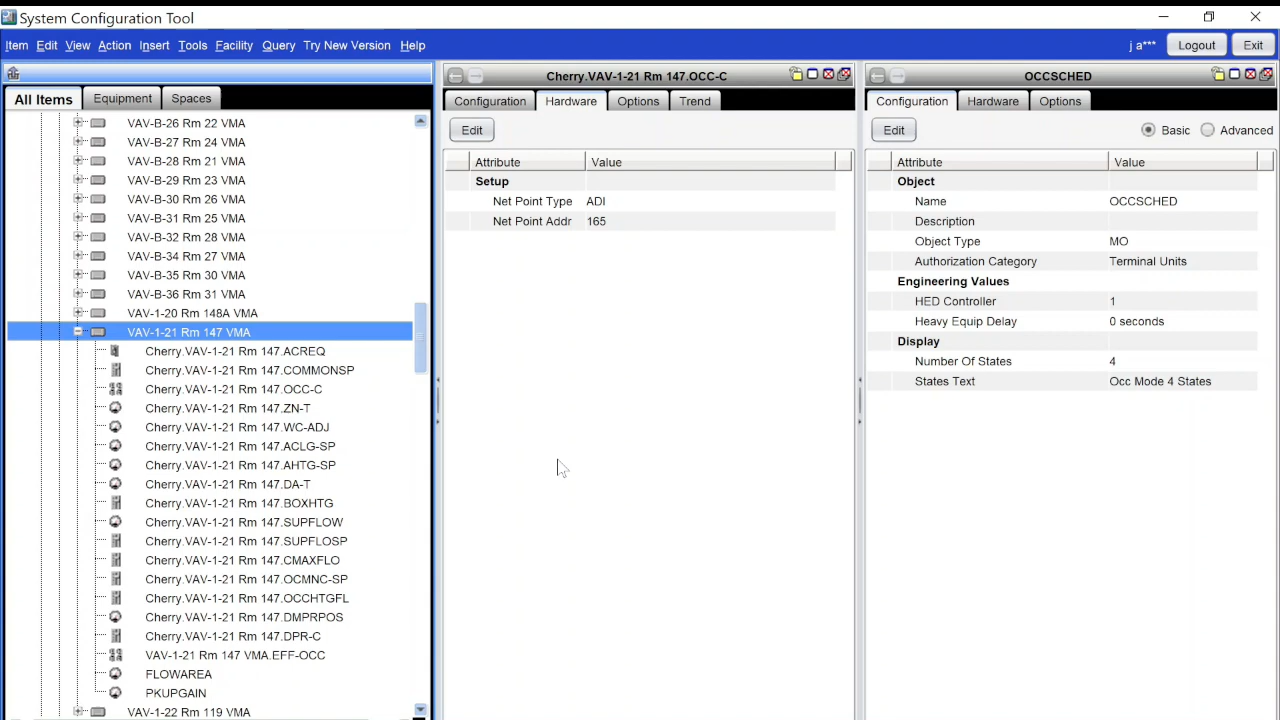 System Configuration Tool
Item Edit View Action Insert Tools Facility Query Try New Version Help
j a*** Logout Exit
All Items Equipment Spaces
VAV-B-26 Rm 22 VMA
VAV-B-27 Rm 24 VMA
VAV-B-28 Rm 21 VMA
VAV-B-29 Rm 23 VMA
VAV-B-30 Rm 26 VMA
VAV-B-31 Rm 25 VMA
VAV-B-32 Rm 28 VMA
VAV-B-34 Rm 27 VMA
VAV-B-35 Rm 30 VMA
VAV-B-36 Rm 31 VMA
VAV-1-20 Rm 148A VMA
VAV-1-21 Rm 147 VMA
Cherry.VAV-1-21 Rm 147.ACREQ
Cherry.VAV-1-21 Rm 147.COMMONSP
Cherry.VAV-1-21 Rm 147.OCC-C
Cherry.VAV-1-21 Rm 147.ZN-T
Cherry.VAV-1-21 Rm 147.WC-ADJ
Cherry.VAV-1-21 Rm 147.ACLG-SP
Cherry.VAV-1-21 Rm 147.AHTG-SP
Cherry.VAV-1-21 Rm 147.DA-T
Cherry.VAV-1-21 Rm 147.BOXHTG
Cherry.VAV-1-21 Rm 147.SUPFLOW
Cherry.VAV-1-21 Rm 147.SUPFLOSP
Cherry.VAV-1-21 Rm 147.CMAXFLO
Cherry.VAV-1-21 Rm 147.OCMNC-SP
Cherry.VAV-1-21 Rm 147.OCCHTGFL
Cherry.VAV-1-21 Rm 147.DMPRPOS
Cherry.VAV-1-21 Rm 147.DPR-C
VAV-1-21 Rm 147 VMA.EFF-OCC
FLOWAREA
PKUPGAIN
VAV-1-22 Rm 119 VMA
Cherry.VAV-1-21 Rm 147.OCC-C
Configuration Hardware Options Trend
Edit
Attribute Value
Setup
Net Point Type ADI
Net Point Addr 165
OCCSCHED
Configuration Hardware Options
Edit Basic Advanced
Attribute Value
Object
Name OCCSCHED
Description
Object Type MO
Authorization Category Terminal Units
Engineering Values
HED Controller 1
Heavy Equip Delay 0 seconds
Display
Number Of States 4
States Text Occ Mode 4 States